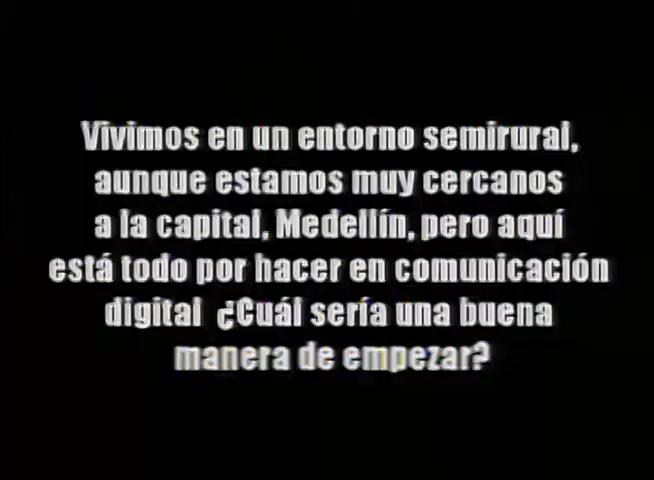 Vivimos en un entorno semirural,
aunque estamos muy cercanos
a la capital, Medellín, pero aquí
está todo por hacer en comunicación
digital ¿Cuál sería una buena
manera de empezar?